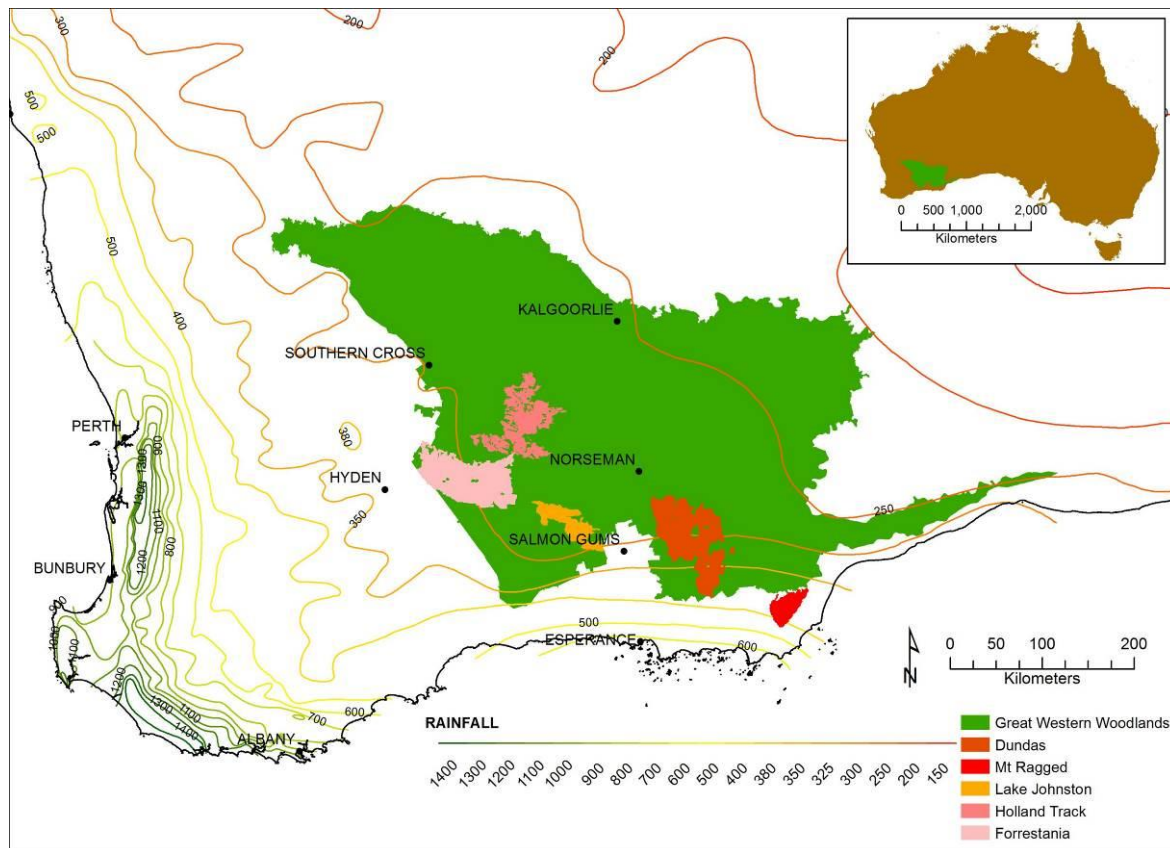 300
200
200
500
500
500
400
0 500 1,000 2,000
Kilometers
KALGOORLIE
SOUTHERN CROSS
PERTH
900
380
HYDEN
NORSEMAN
1300
1100
350
250
800
SALMON GUMS
1200
BUNBURY
900
1000
1100
500
ESPERANCE
600
1200
1300
1100
1400
700
600
ALBANY
N
0 50 100 200
Kilometers
RAINFALL
1400 1300 1200 1100 1000 900 800 700 600 500 400 380 350 325 300 250 200 150
Great Western Woodlands
Dundas
Mt Ragged
Lake Johnston
Holland Track
Forrestania